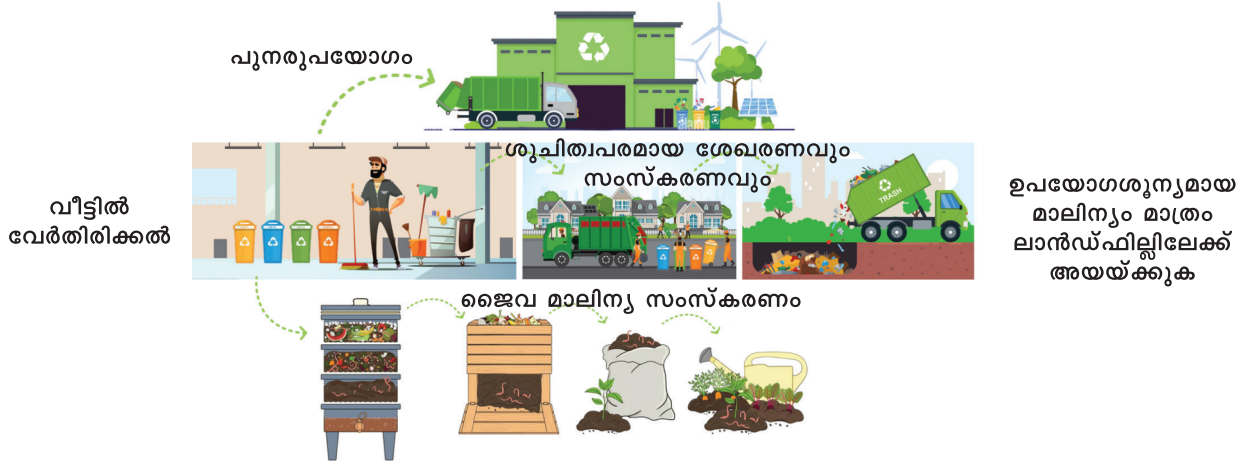 പുനരുപയോഗം
ശുചിത്വപരമായ ശേഖരണവും
സംസ്കരണവും
വീട്ടിൽ
വേർതിരിക്കൽ
TRASH
ഉപയോഗശൂന്യമായ
മാലിന്യം മാത്രം
ലാൻഡ്ഫില്ലിലേക്ക്
അയയ്ക്കുക
ജൈവ മാലിന്യ സംസ്കരണം